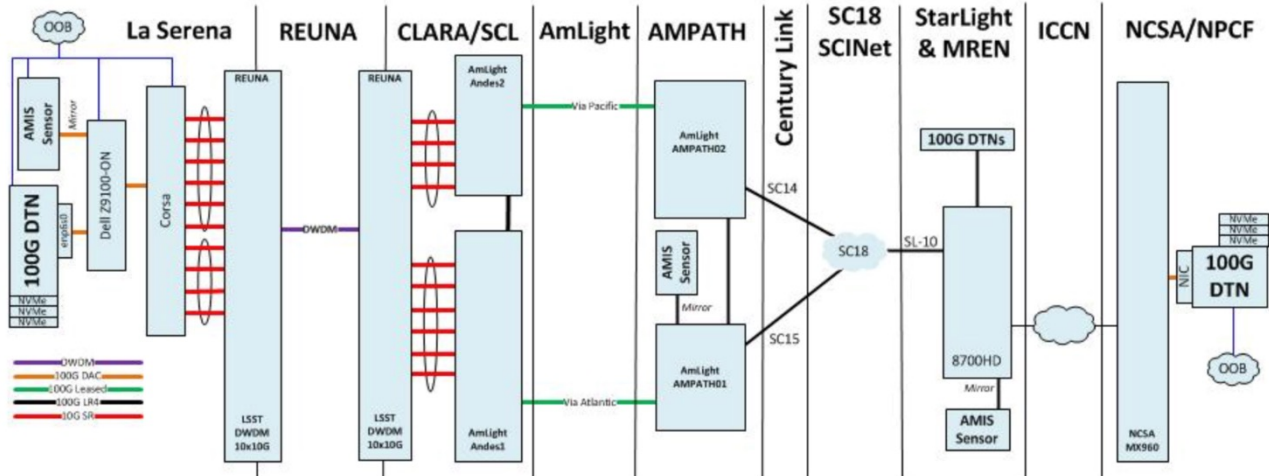 OOB
La Serena
REUNA
CLARA/SCL
AmLight
AMPATH
Century Link
SC18
SCINet
StarLight
& MREN
ICCN
NCSA/NPCF
AMIS
Sensor
Mirror
100G DTN
enp6s0
NVMe
NVMe
NVMe
Dell Z9100-ON
Corsa
REUNA
LSST
DWDM
10x10G
DWDM
REUNA
LSST
DWDM
10x10G
AmLight
Andes2
AmLight
Andes1
Via Pacific
Via Atlantic
AmLight
AMPATH02
AMIS
Sensor
Mirror
AmLight
AMPATH01
SC14
SC15
SC18
SL-10
100G DTNs
8700HD
Mirror
AMIS
Sensor
NCSA
MX960
NIC
NVMe
NVMe
NVMe
100G
DTN
OOB
DWDM
100G DAC
100G Leased
100G LR4
10G SR